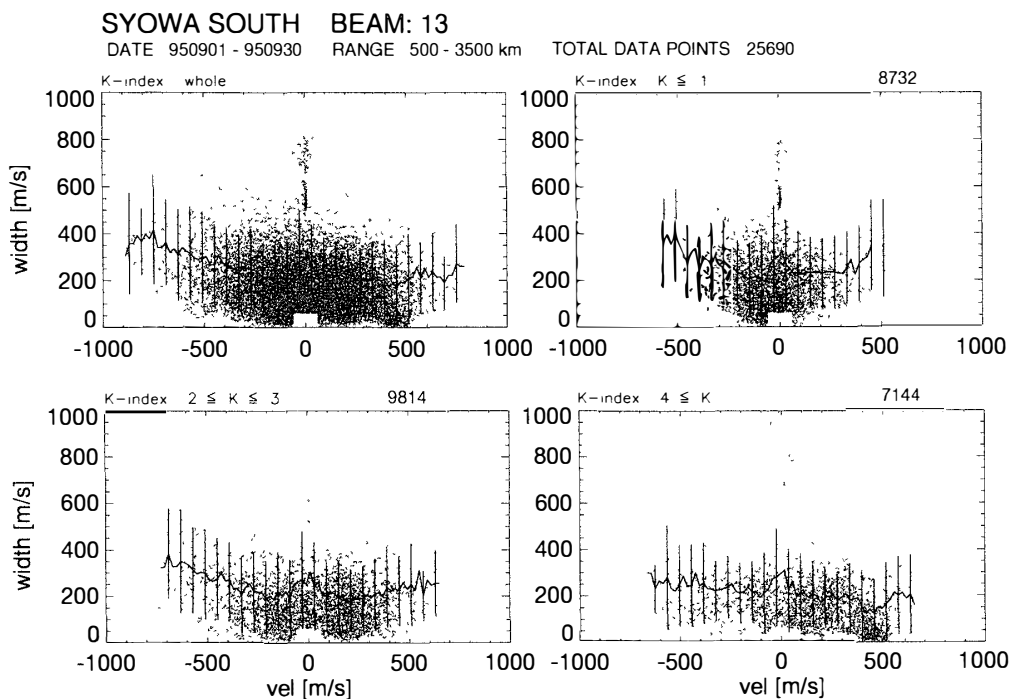 SYOWA SOUTH BEAM: 13
DATE 950901 - 950930 RANGE 500 - 3500 km TOTAL DATA POINTS 25690
K-index whole
K-index K ≦ 1 8732
width [m/s]
1000
800
600
400
200
0
-1000 -500 0 500 1000
1000
800
600
400
200
0
-1000 -500 0 500 1000
K-index 2 ≦ K ≦ 3 9814
K-index 4 ≦ K 7144
width [m/s]
1000
800
600
400
200
0
-1000 -500 0 500 1000
vel [m/s]
1000
800
600
400
200
0
-1000 -500 0 500 1000
vel [m/s]